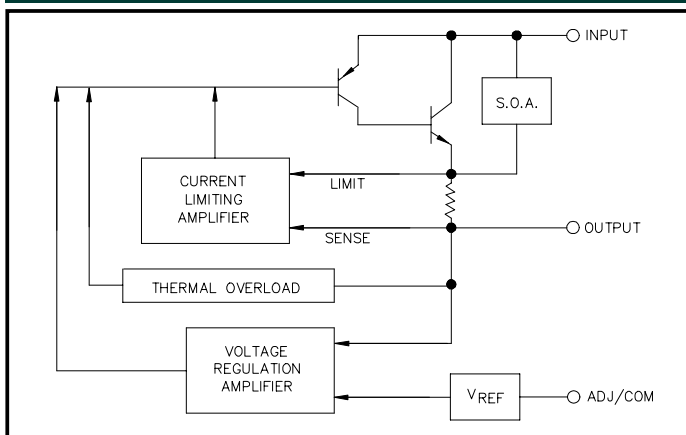 INPUT
S.O.A.
CURRENT
LIMITING
AMPLIFIER
LIMIT
SENSE
OUTPUT
THERMAL OVERLOAD
VOLTAGE
REGULATION
AMPLIFIER
VREF
ADJ/COM